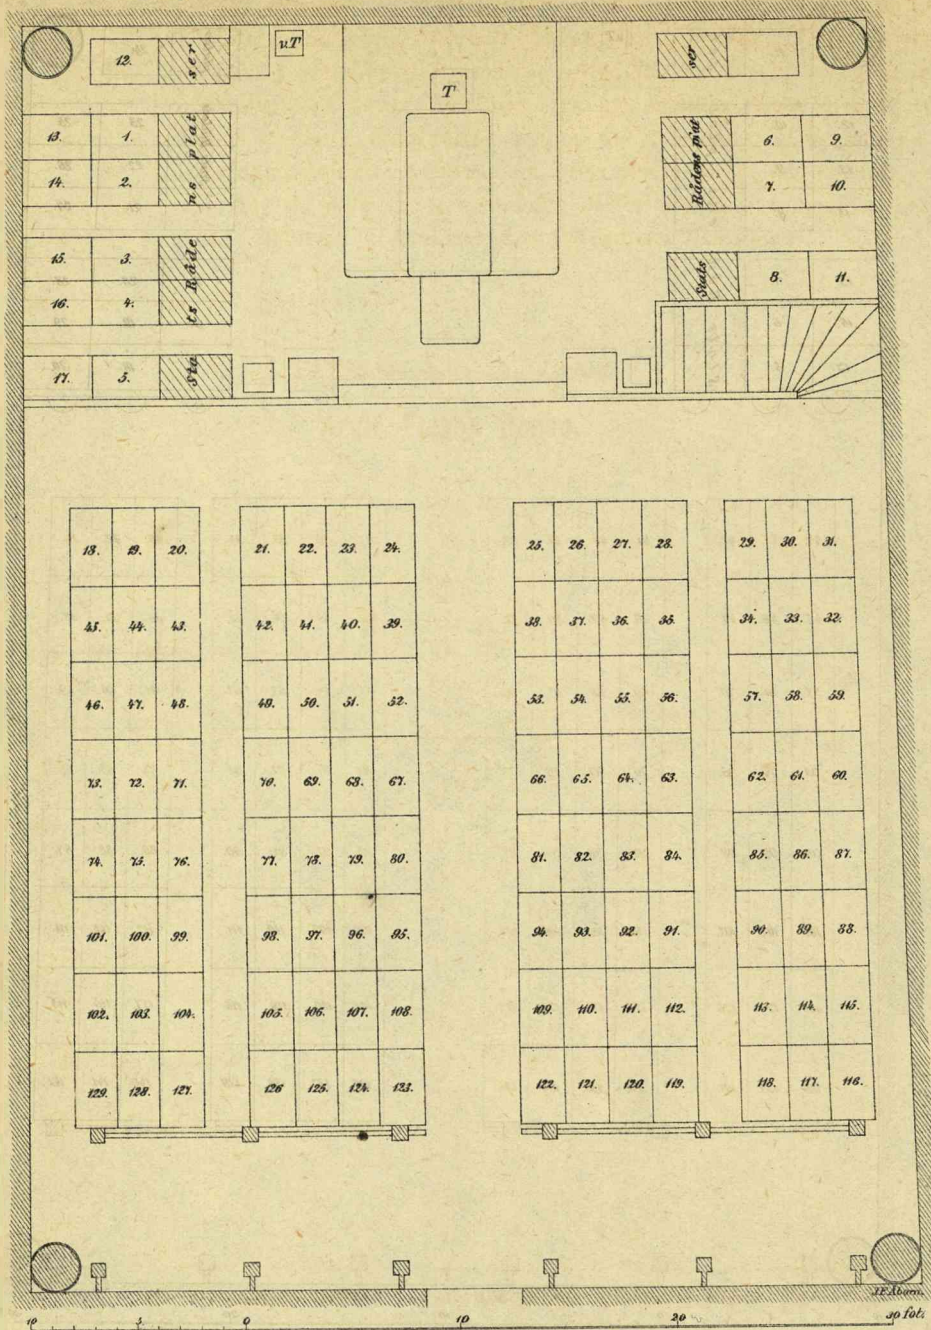 12. ser vT ser
T
13. 1. plat Rådens plat 6. 9.
14. 2. ns 7. 10.
15. 3. Råde Stats 8. 11.
16. 4. ts
17. 5. Sta
18. 19. 20. 21. 22. 23. 24. 25. 26. 27. 28. 29. 30. 31.
45. 44. 43. 42. 41. 40. 39. 38. 37. 36. 35. 34. 33. 32.
46. 47. 48. 49. 50. 51. 52. 53. 54. 55. 56. 57. 58. 59.
73. 72. 71. 70. 69. 68. 67. 66. 65. 64. 63. 62. 61. 60.
74. 75. 76. 77. 78. 79. 80. 81. 82. 83. 84. 85. 86. 87.
101. 100. 99. 98. 97. 96. 95. 94. 93. 92. 91. 90. 89. 88.
102. 103. 104. 105. 106. 107. 108. 109. 110. 111. 112. 113. 114. 115.
129. 128. 127. 126 125. 124. 123. 122. 121. 120. 119. 118. 117. 116.
J.F.Åbom.
10 5 0 10 20 30 fot.